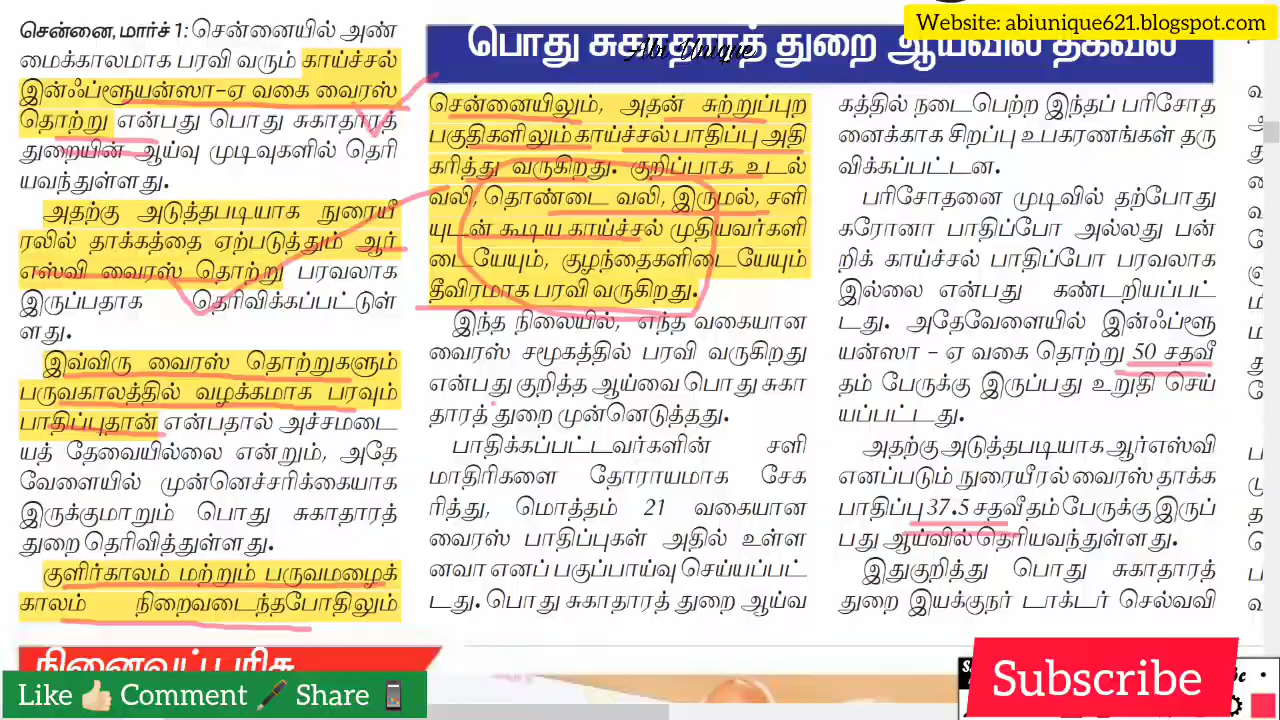 Website: abiunique621.blogspot.com
பொது சுகாதாரத் துறை ஆய்வில் தகவல்
Abi Unique
சென்னை, மார்ச் 1: சென்னையில் அண்
மைக்காலமாக பரவி வரும் காய்ச்சல்
இன்ஃப்ளூயன்ஸா-ஏ வகை வைரஸ்
தொற்று என்பது பொது சுகாதாரத்
துறையின் ஆய்வு முடிவுகளில் தெரி
யவந்துள்ளது.
அதற்கு அடுத்தபடியாக நுரையீ
ரலில் தாக்கத்தை ஏற்படுத்தும் ஆர்
எஸ்வி வைரஸ் தொற்று பரவலாக
இருப்பதாக தெரிவிக்கப்பட்டுள்
ளது.
இவ்விரு வைரஸ் தொற்றுகளும்
பருவகாலத்தில் வழக்கமாக பரவும்
பாதிப்புதான் என்பதால் அச்சமடை
யத் தேவையில்லை என்றும், அதே
வேளையில் முன்னெச்சரிக்கையாக
இருக்குமாறும் பொது சுகாதாரத்
துறை தெரிவித்துள்ளது.
குளிர்காலம் மற்றும் பருவமழைக்
காலம் நிறைவடைந்தபோதிலும்
சென்னையிலும், அதன் சுற்றுப்புற
பகுதிகளிலும் காய்ச்சல் பாதிப்பு அதி
கரித்து வருகிறது. குறிப்பாக உடல்
வலி, தொண்டை வலி, இருமல், சளி
யுடன் கூடிய காய்ச்சல் முதியவர்களி
டையேயும், குழந்தைகளிடையேயும்
தீவிரமாக பரவி வருகிறது.
இந்த நிலையில், எந்த வகையான
வைரஸ் சமூகத்தில் பரவி வருகிறது
என்பது குறித்த ஆய்வை பொது சுகா
தாரத் துறை முன்னெடுத்தது.
பாதிக்கப்பட்டவர்களின் சளி
மாதிரிகளை தோராயமாக சேக
ரித்து, மொத்தம் 21 வகையான
வைரஸ் பாதிப்புகள் அதில் உள்ள
னவா எனப் பகுப்பாய்வு செய்யப்பட்
டது. பொது சுகாதாரத் துறை ஆய்வ
கத்தில் நடைபெற்ற இந்தப் பரிசோத
னைக்காக சிறப்பு உபகரணங்கள் தரு
விக்கப்பட்டன.
பரிசோதனை முடிவில் தற்போது
கரோனா பாதிப்போ அல்லது பன்
றிக் காய்ச்சல் பாதிப்போ பரவலாக
இல்லை என்பது கண்டறியப்பட்
டது. அதேவேளையில் இன்ஃப்ளூ
யன்ஸா - ஏ வகை தொற்று 50 சதவீ
தம் பேருக்கு இருப்பது உறுதி செய்
யப்பட்டது.
அதற்கு அடுத்தபடியாக ஆர்எஸ்வி
எனப்படும் நுரையீரல் வைரஸ் தாக்க
பாதிப்பு 37.5 சதவீதம் பேருக்கு இருப்
பது ஆய்வில் தெரியவந்துள்ளது.
இதுகுறித்து பொது சுகாதாரத்
துறை இயக்குநர் டாக்டர் செல்வவி
நினைவுப் பரிசு
Like Comment Share
Subscribe